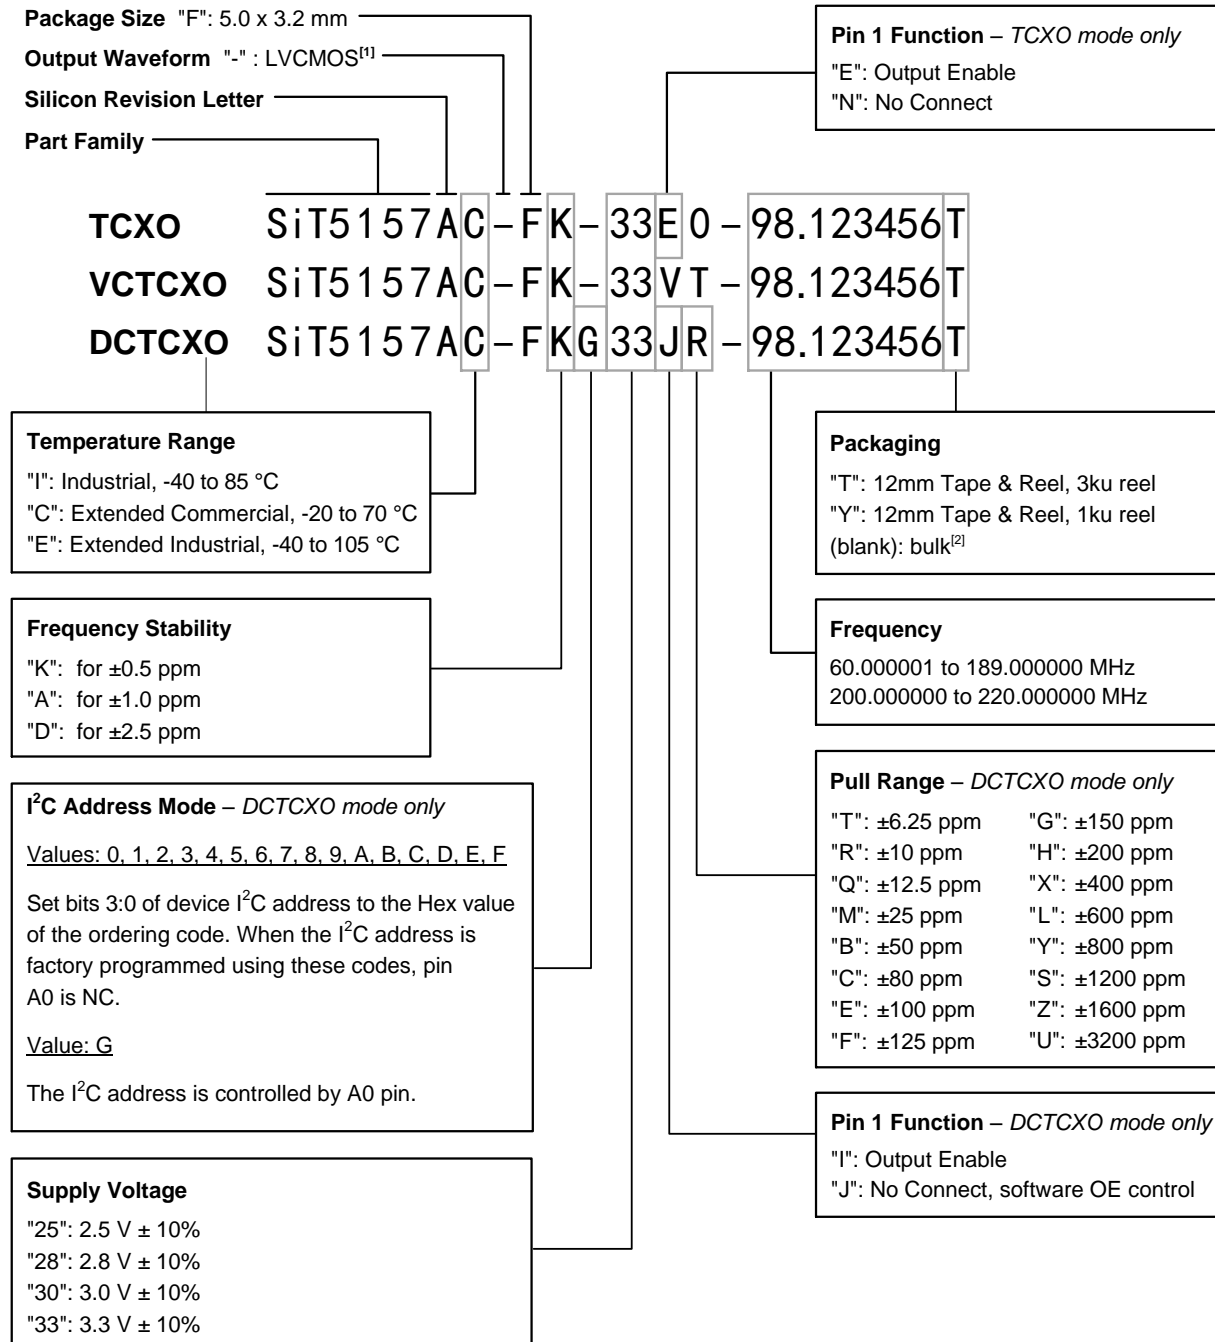 Package Size "F": 5.0 x 3.2 mm
Output Waveform "-" : LVCMOS[1]
Silicon Revision Letter
Part Family
Pin 1 Function – TCXO mode only
"E": Output Enable
"N": No Connect
TCXO SiT5157AC-FK-33E0-98.123456T
VCTCXO SiT5157AC-FK-33VT-98.123456T
DCTCXO SiT5157AC-FKG33JR-98.123456T
Temperature Range
"I": Industrial, -40 to 85 °C
"C": Extended Commercial, -20 to 70 °C
"E": Extended Industrial, -40 to 105 °C
Frequency Stability
"K": for ±0.5 ppm
"A": for ±1.0 ppm
"D": for ±2.5 ppm
I2C Address Mode – DCTCXO mode only
Values: 0, 1, 2, 3, 4, 5, 6, 7, 8, 9, A, B, C, D, E, F
Set bits 3:0 of device I2C address to the Hex value
of the ordering code. When the I2C address is
factory programmed using these codes, pin
A0 is NC.
Value: G
The I2C address is controlled by A0 pin.
Supply Voltage
"25": 2.5 V ± 10%
"28": 2.8 V ± 10%
"30": 3.0 V ± 10%
"33": 3.3 V ± 10%
Packaging
"T": 12mm Tape & Reel, 3ku reel
"Y": 12mm Tape & Reel, 1ku reel
(blank): bulk[2]
Frequency
60.000001 to 189.000000 MHz
200.000000 to 220.000000 MHz
Pull Range – DCTCXO mode only
"T": ±6.25 ppm "G": ±150 ppm
"R": ±10 ppm "H": ±200 ppm
"Q": ±12.5 ppm "X": ±400 ppm
"M": ±25 ppm "L": ±600 ppm
"B": ±50 ppm "Y": ±800 ppm
"C": ±80 ppm "S": ±1200 ppm
"E": ±100 ppm "Z": ±1600 ppm
"F": ±125 ppm "U": ±3200 ppm
Pin 1 Function – DCTCXO mode only
"I": Output Enable
"J": No Connect, software OE control